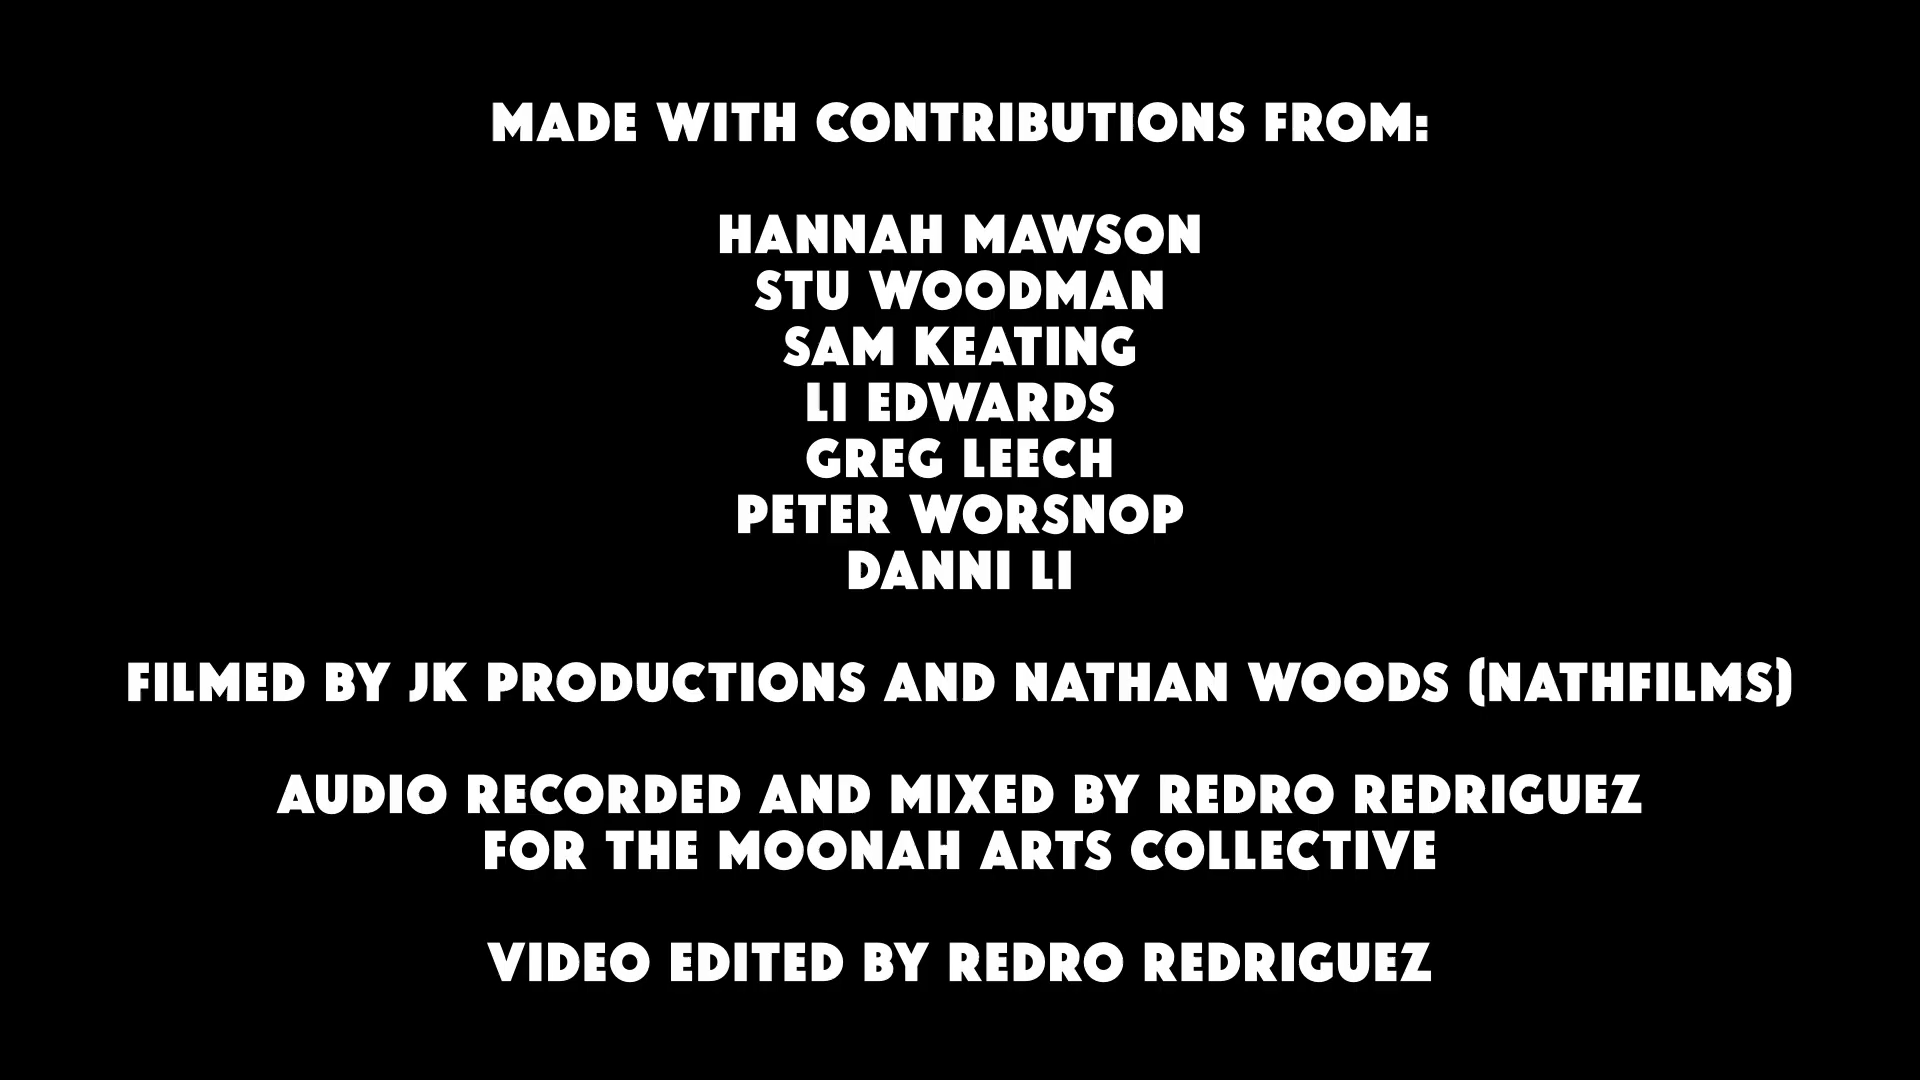 MADE WITH CONTRIBUTIONS FROM:
HANNAH MAWSON
STU WOODMAN
SAM KEATING
LI EDWARDS
GREG LEECH
PETER WORSNOP
DANNI LI
FILMED BY JK PRODUCTIONS AND NATHAN WOODS (NATHFILMS)
AUDIO RECORDED AND MIXED BY REDRO REDRIGUEZ
FOR THE MOONAH ARTS COLLECTIVE
VIDEO EDITED BY REDRO REDRIGUEZ